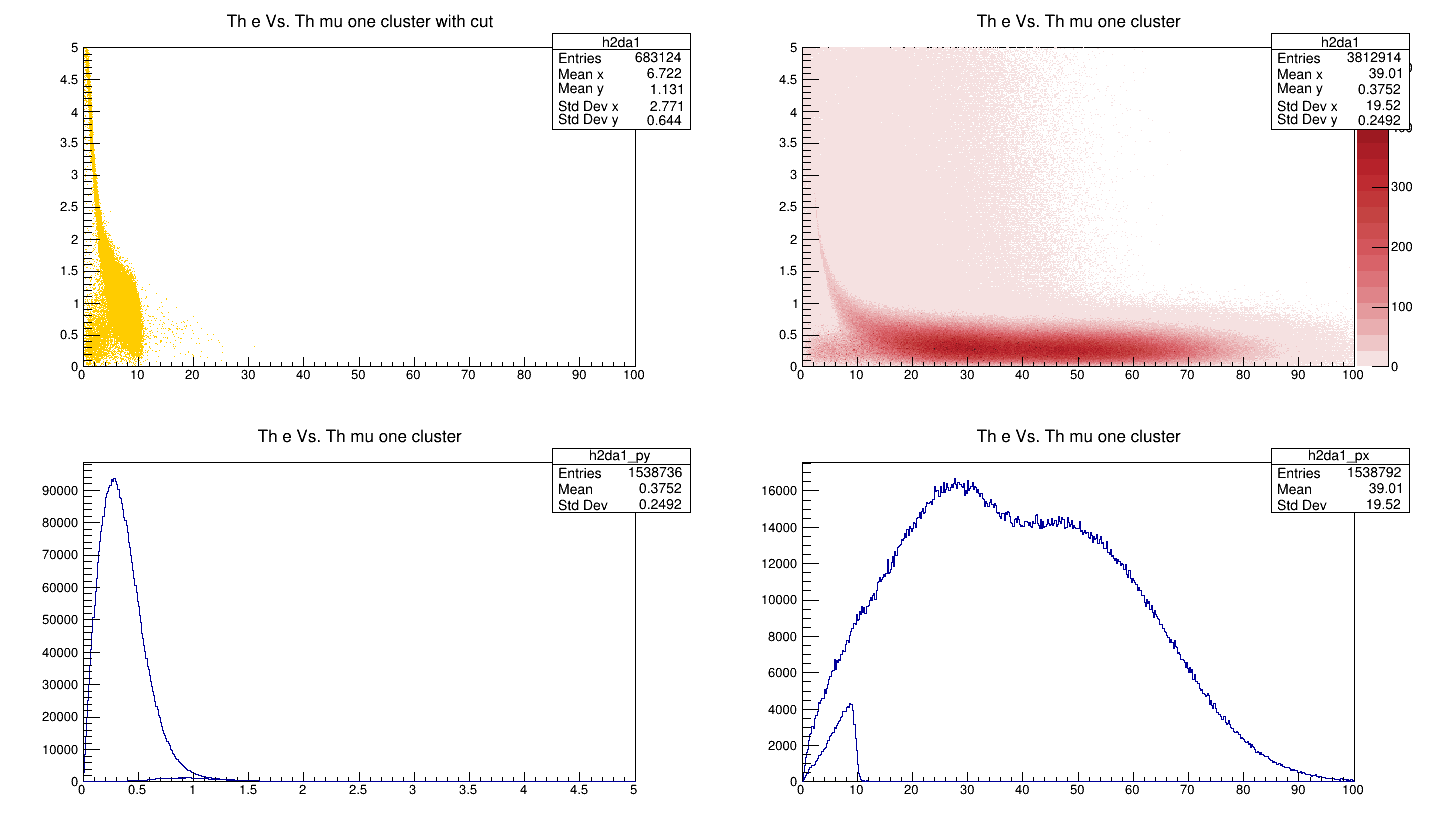 Th e Vs. Th mu one cluster with cut
h2da1
Entries 683124
Mean x 6.722
Mean y 1.131
Std Dev x 2.771
Std Dev y 0.644
5
4.5
4
3.5
3
2.5
2
1.5
1
0.5
0
0 10 20 30 40 50 60 70 80 90 100
Th e Vs. Th mu one cluster
h2da1
Entries 3812914
Mean x 39.01
Mean y 0.3752
Std Dev x 19.52
Std Dev y 0.2492
5
4.5
4
3.5
3
2.5
2
1.5
1
0.5
0
0 10 20 30 40 50 60 70 80 90 100
300
200
100
0
Th e Vs. Th mu one cluster
h2da1_py
Entries 1538736
Mean 0.3752
Std Dev 0.2492
90000
80000
70000
60000
50000
40000
30000
20000
10000
0
0 0.5 1 1.5 2 2.5 3 3.5 4 4.5 5
Th e Vs. Th mu one cluster
h2da1_px
Entries 1538792
Mean 39.01
Std Dev 19.52
16000
14000
12000
10000
8000
6000
4000
2000
0
0 10 20 30 40 50 60 70 80 90 100